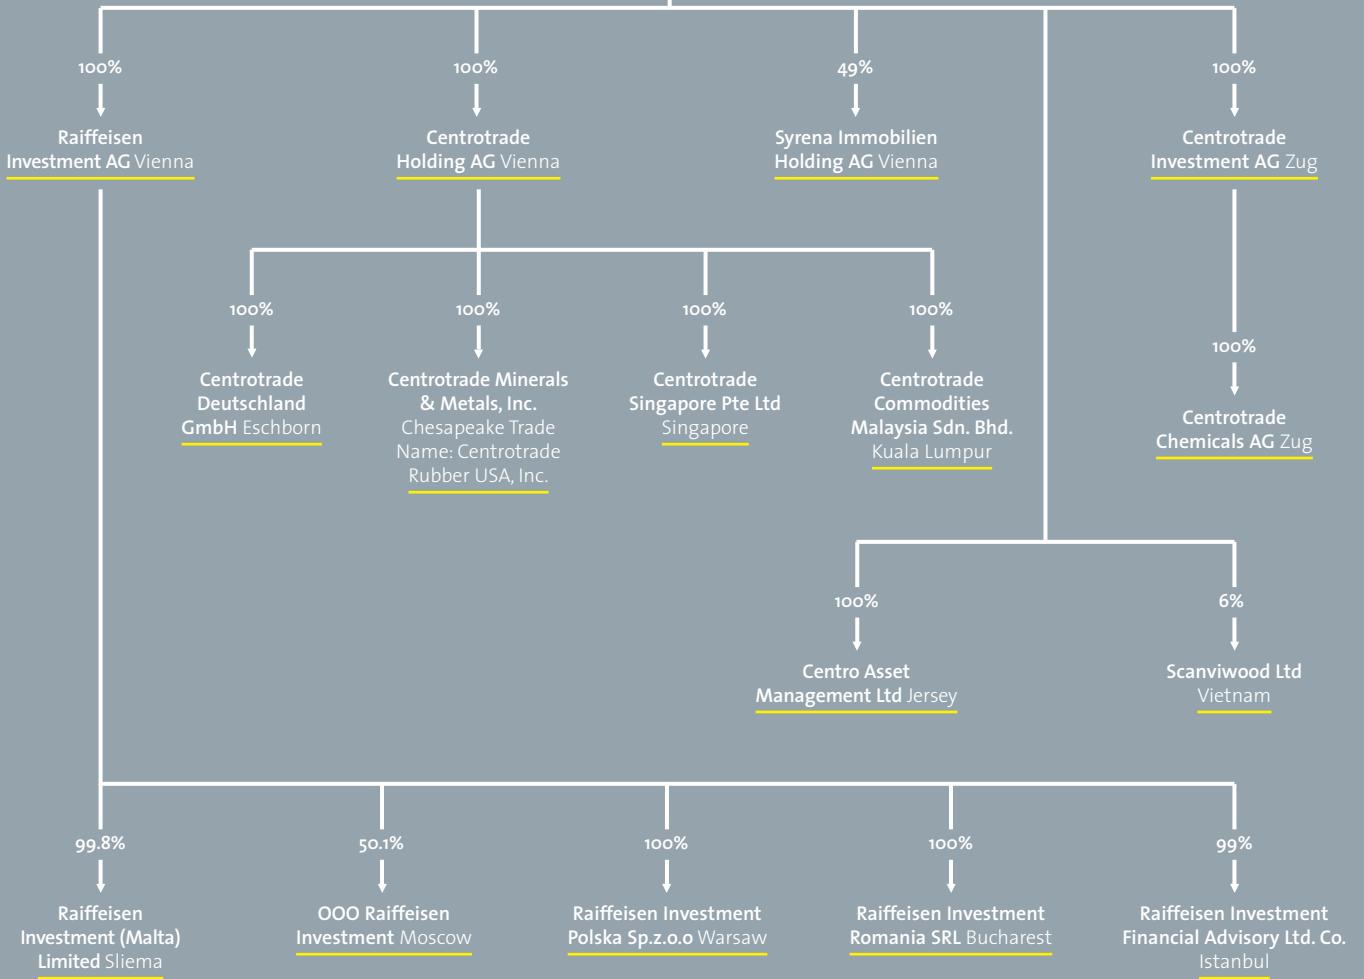 100%
Raiffeisen
Investment AG Vienna
100%
Centrotrade
Holding AG Vienna
49%
Syrena Immobilien
Holding AG Vienna
100%
Centrotrade
Investment AG Zug
100%
Centrotrade
Deutschland
GmbH Eschborn
100%
Centrotrade Minerals
& Metals, Inc.
Chesapeake Trade
Name: Centrotrade
Rubber USA, Inc.
100%
Centrotrade
Singapore Pte Ltd
Singapore
100%
Centrotrade
Commodities
Malaysia Sdn. Bhd.
Kuala Lumpur
100%
Centrotrade
Chemicals AG Zug
100%
Centro Asset
Management Ltd Jersey
6%
Scanviwood Ltd
Vietnam
99.8%
Raiffeisen
Investment (Malta)
Limited Sliema
50.1%
OOO Raiffeisen
Investment Moscow
100%
Raiffeisen Investment
Polska Sp.z.o.o Warsaw
100%
Raiffeisen Investment
Romania SRL Bucharest
99%
Raiffeisen Investment
Financial Advisory Ltd. Co.
Istanbul